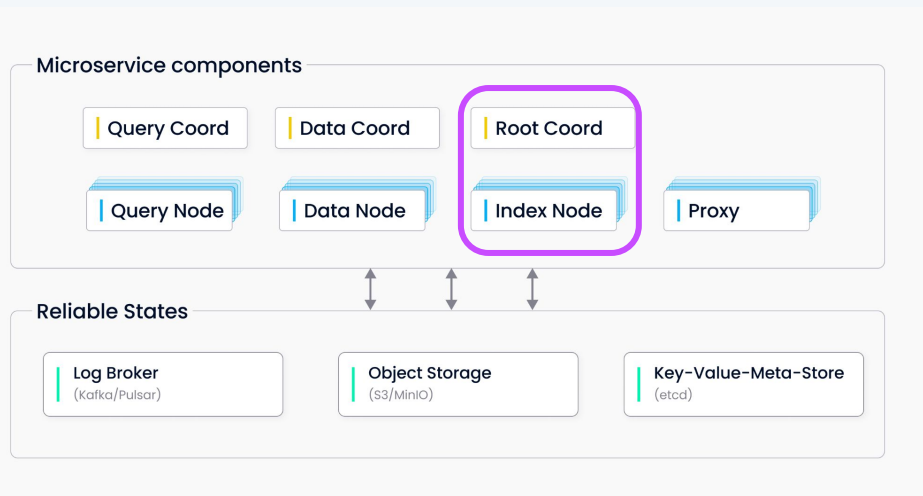 Microservice components
Query Coord
Data Coord
Root Coord
Query Node
Data Node
Index Node
Proxy
Reliable States
Log Broker
(Kafka/Pulsar)
Object Storage
(S3/MinIO)
Key-Value-Meta-Store
(etcd)